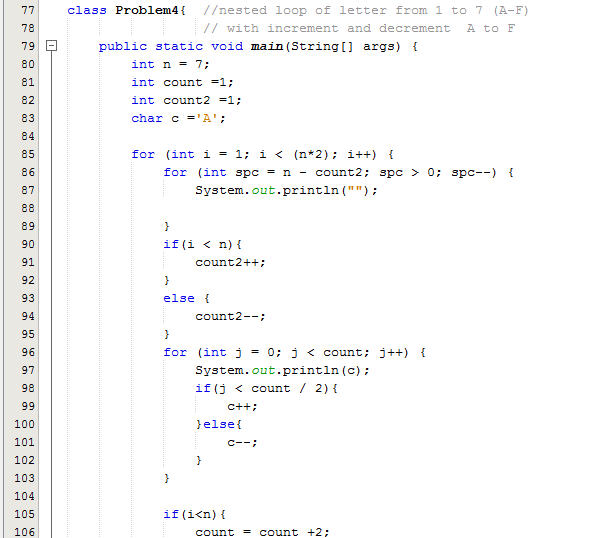 77 class Problem4{ //nested loop of letter from 1 to 7 (A-F)
78 // with increment and decrement A to F
79 public static void main(String[] args) {
80 int n = 7;
81 int count =1;
82 int count2 =1;
83 char c ='A';
84
85 for (int i = 1; i < (n*2); i++) {
86 for (int spc = n - count2; spc > 0; spc--) {
87 System.out.println("");
88
89 }
90 if(i < n){
91 count2++;
92 }
93 else {
94 count2--;
95 }
96 for (int j = 0; j < count; j++) {
97 System.out.println(c);
98 if(j < count / 2){
99 c++;
100 }else{
101 c--;
102 }
103 }
104
105 if(i<n){
106 count = count +2;